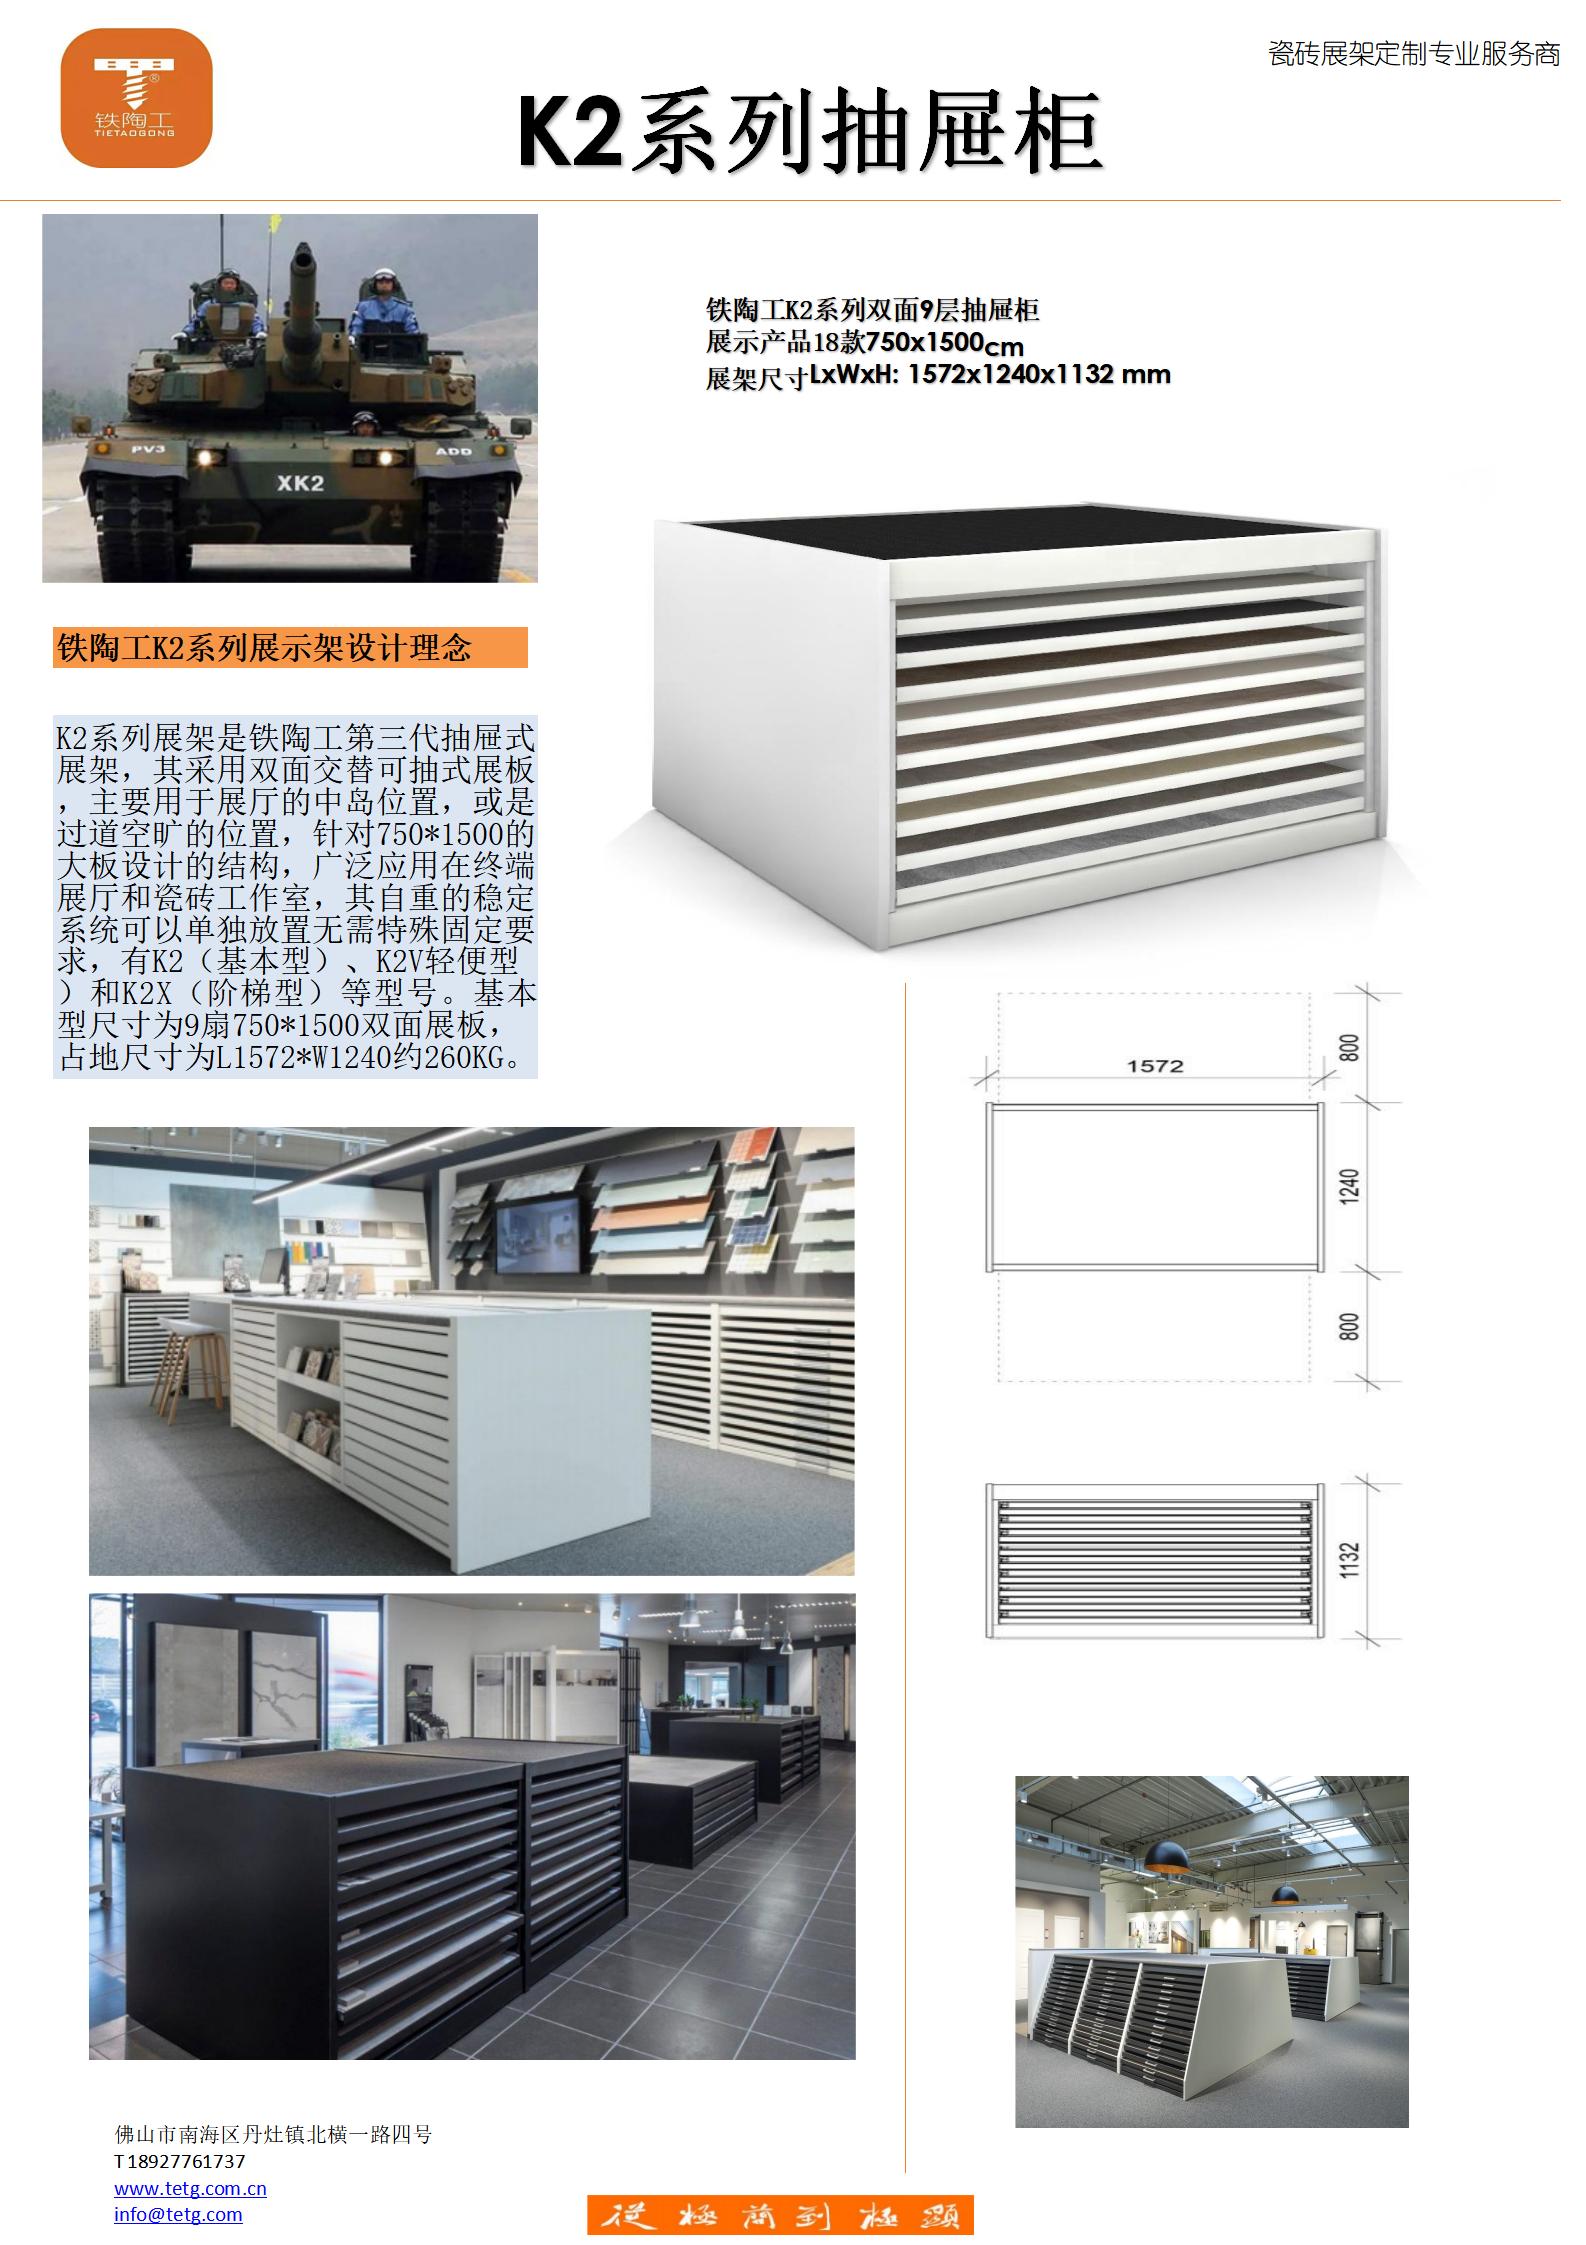 瓷砖展架定制专业服务商
铁陶工
TIETAOGONG
®
K2系列抽屉柜
PV3
ADD
XK2
铁陶工K2系列双面9层抽屉柜
展示产品18款750x1500cm
展架尺寸LxWxH: 1572x1240x1132 mm
铁陶工K2系列展示架设计理念
K2系列展架是铁陶工第三代抽屉式
展架，其采用双面交替可抽式展板
，主要用于展厅的中岛位置，或是
过道空旷的位置，针对750*1500的
大板设计的结构，广泛应用在终端
展厅和瓷砖工作室，其自重的稳定
系统可以单独放置无需特殊固定要
求，有K2（基本型）、K2V轻便型
）和K2X（阶梯型）等型号。基本
型尺寸为9扇750*1500双面展板，
占地尺寸为L1572*W1240约260KG。
1572
800
1240
800
1132
佛山市南海区丹灶镇北横一路四号
T18927761737
www.tetg.com.cn
info@tetg.com
從極簡到極顯